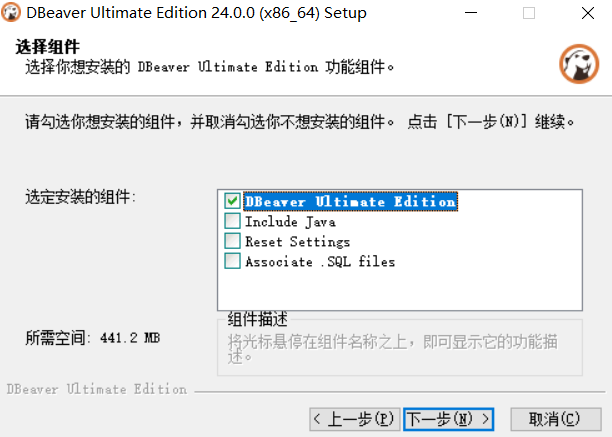 DBeaver Ultimate Edition 24.0.0 (x86_64) Setup
选择组件
选择你想安装的 DBeaver Ultimate Edition 功能组件。
请勾选你想安装的组件，并取消勾选你不想安装的组件。 点击 [下一步(N)] 继续。
选定安装的组件:
DBeaver Ultimate Edition
Include Java
Reset Settings
Associate .SQL files
所需空间: 441.2 MB
组件描述
将光标悬停在组件名称之上，即可显示它的功能描
述。
DBeaver Ultimate Edition
< 上一步(P)
下一步(N) >
取消(C)